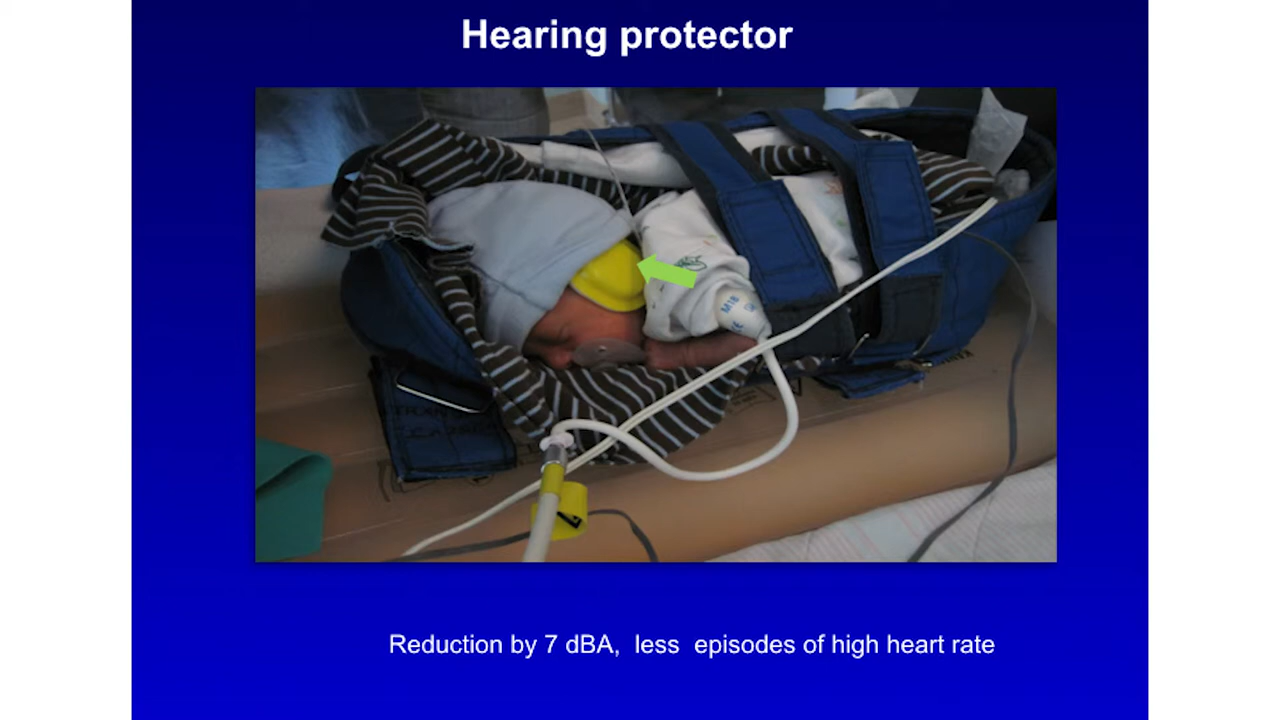 Hearing protector
Reduction by 7 dBA,  less  episodes of high heart rate